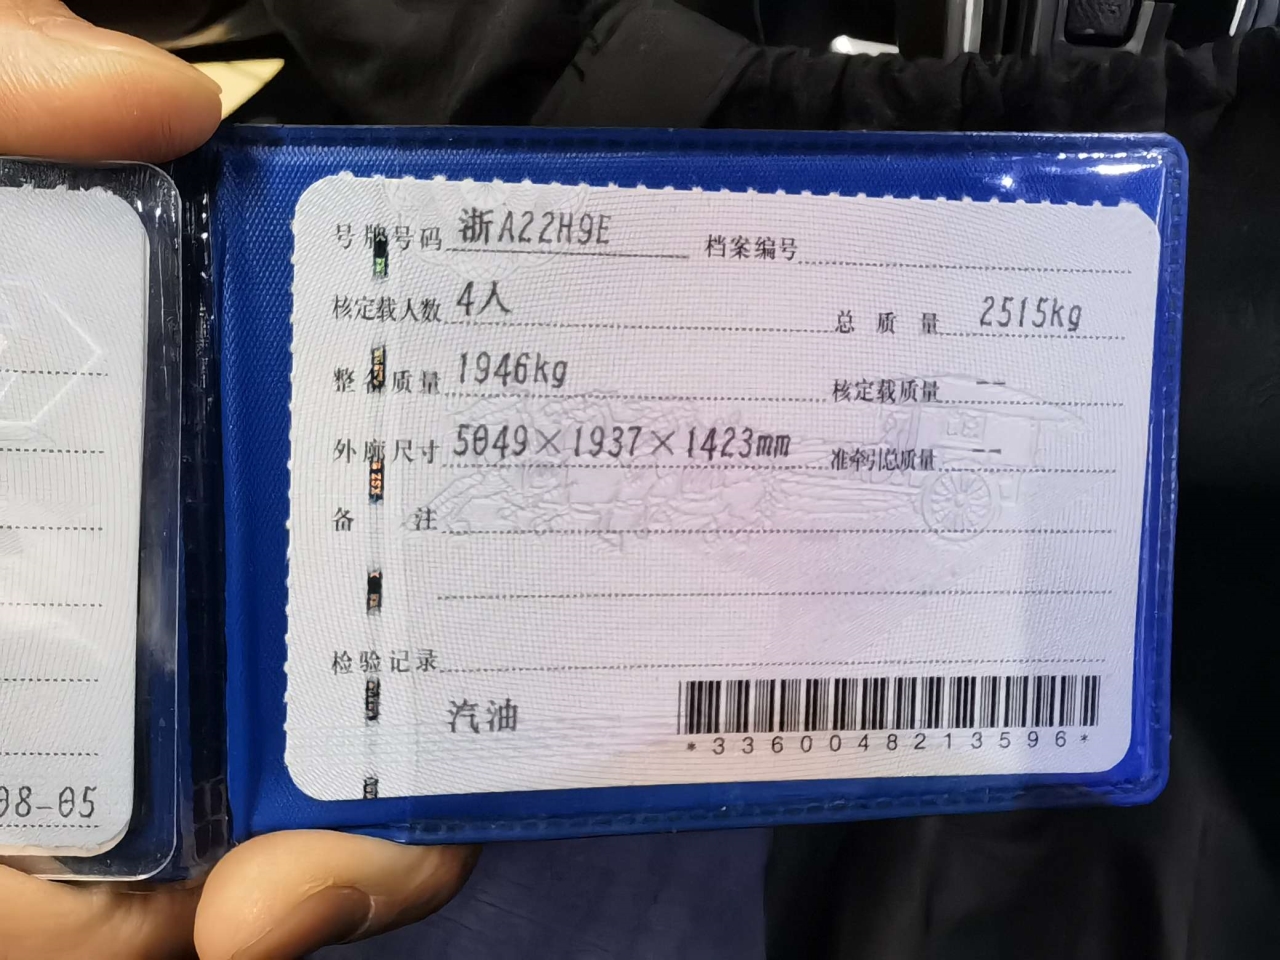 号牌号码 浙A22H9E 档案编号
核定载人数 4人 总质量 2515kg
整备质量 1946kg 核定载质量 --
外廓尺寸 5049×1937×1423mm 准牵引总质量 --
备注
检验记录
汽油
*3360048213596*
08-05